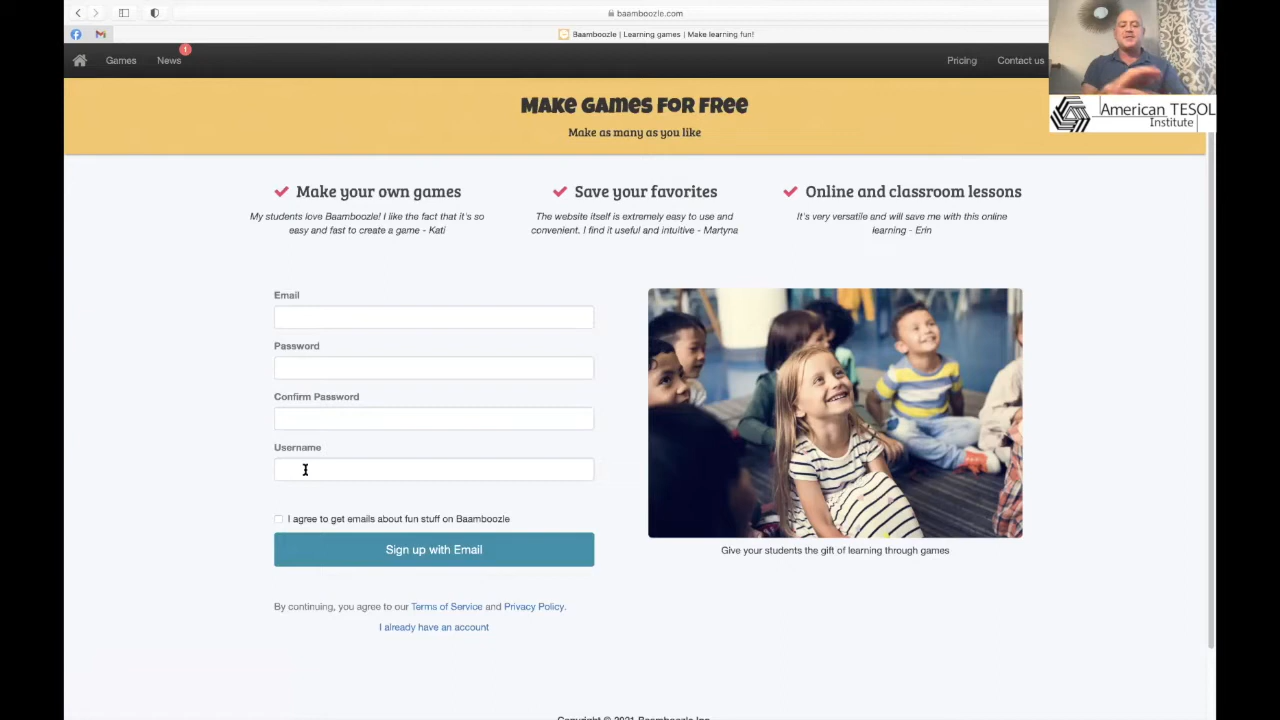 baamboozle.com
Baamboozle | Learning games | Make learning fun!
Games
News
1
Pricing
Contact us
American TESOL
Institute
MAKE GAMES FOR FREE
Make as many as you like
Make your own games
My students love Baamboozle! I like the fact that it's so
easy and fast to create a game - Kati
Save your favorites
The website itself is extremely easy to use and
convenient. I find it useful and intuitive - Martyna
Online and classroom lessons
It's very versatile and will save me with this online
learning - Erin
Email
Password
Confirm Password
Username
I agree to get emails about fun stuff on Baamboozle
Sign up with Email
By continuing, you agree to our Terms of Service and Privacy Policy.
I already have an account
Give your students the gift of learning through games
Copyright © 2021 Baamboozle Inc.